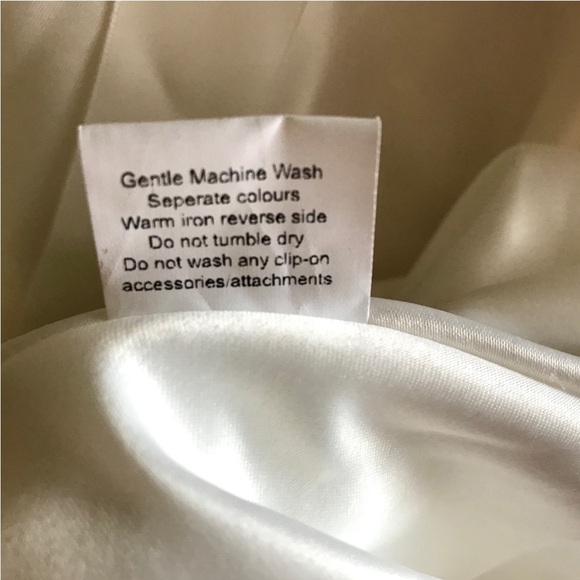 Gentle Machine Wash
Seperate colours
Warm iron reverse side
Do not tumble dry
Do not wash any clip-on
accessories/attachments